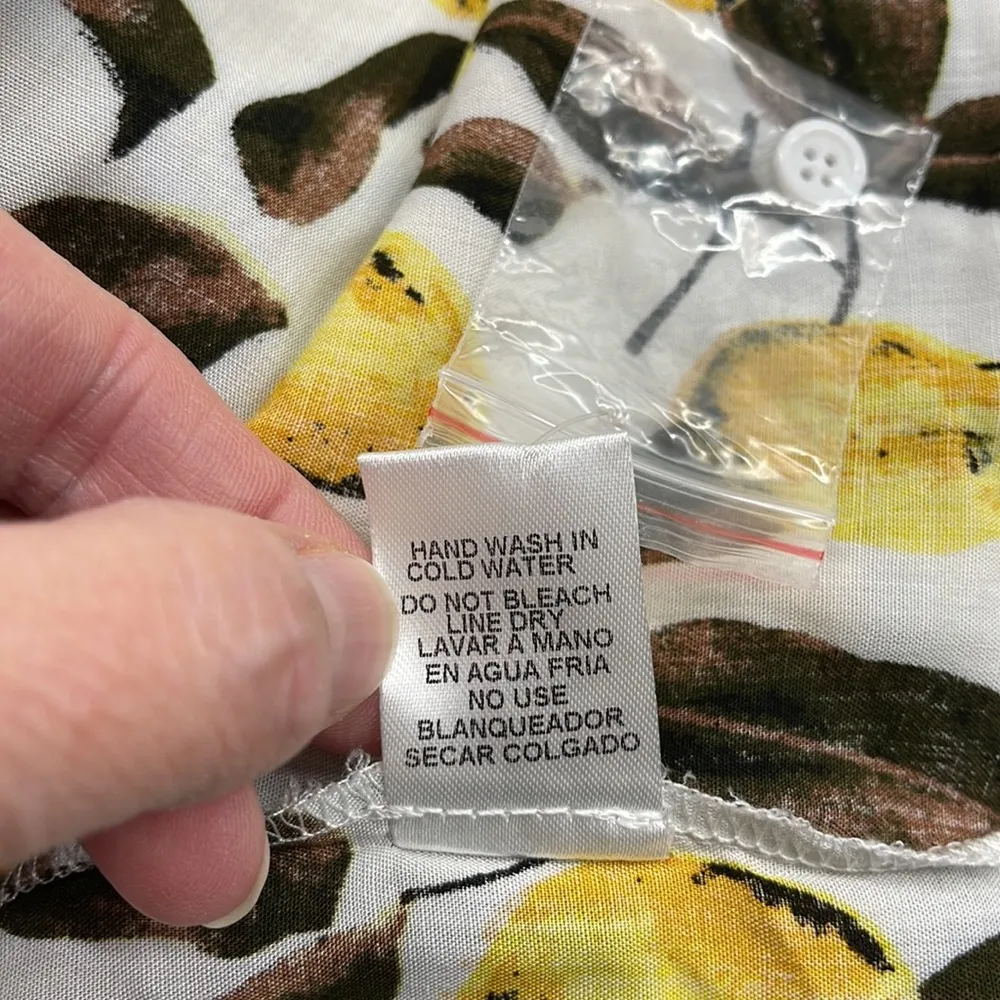 HAND WASH IN
COLD WATER
DO NOT BLEACH
LINE DRY
LAVAR A MANO
EN AGUA FRIA
NO USE
BLANQUEADOR
SECAR COLGADO